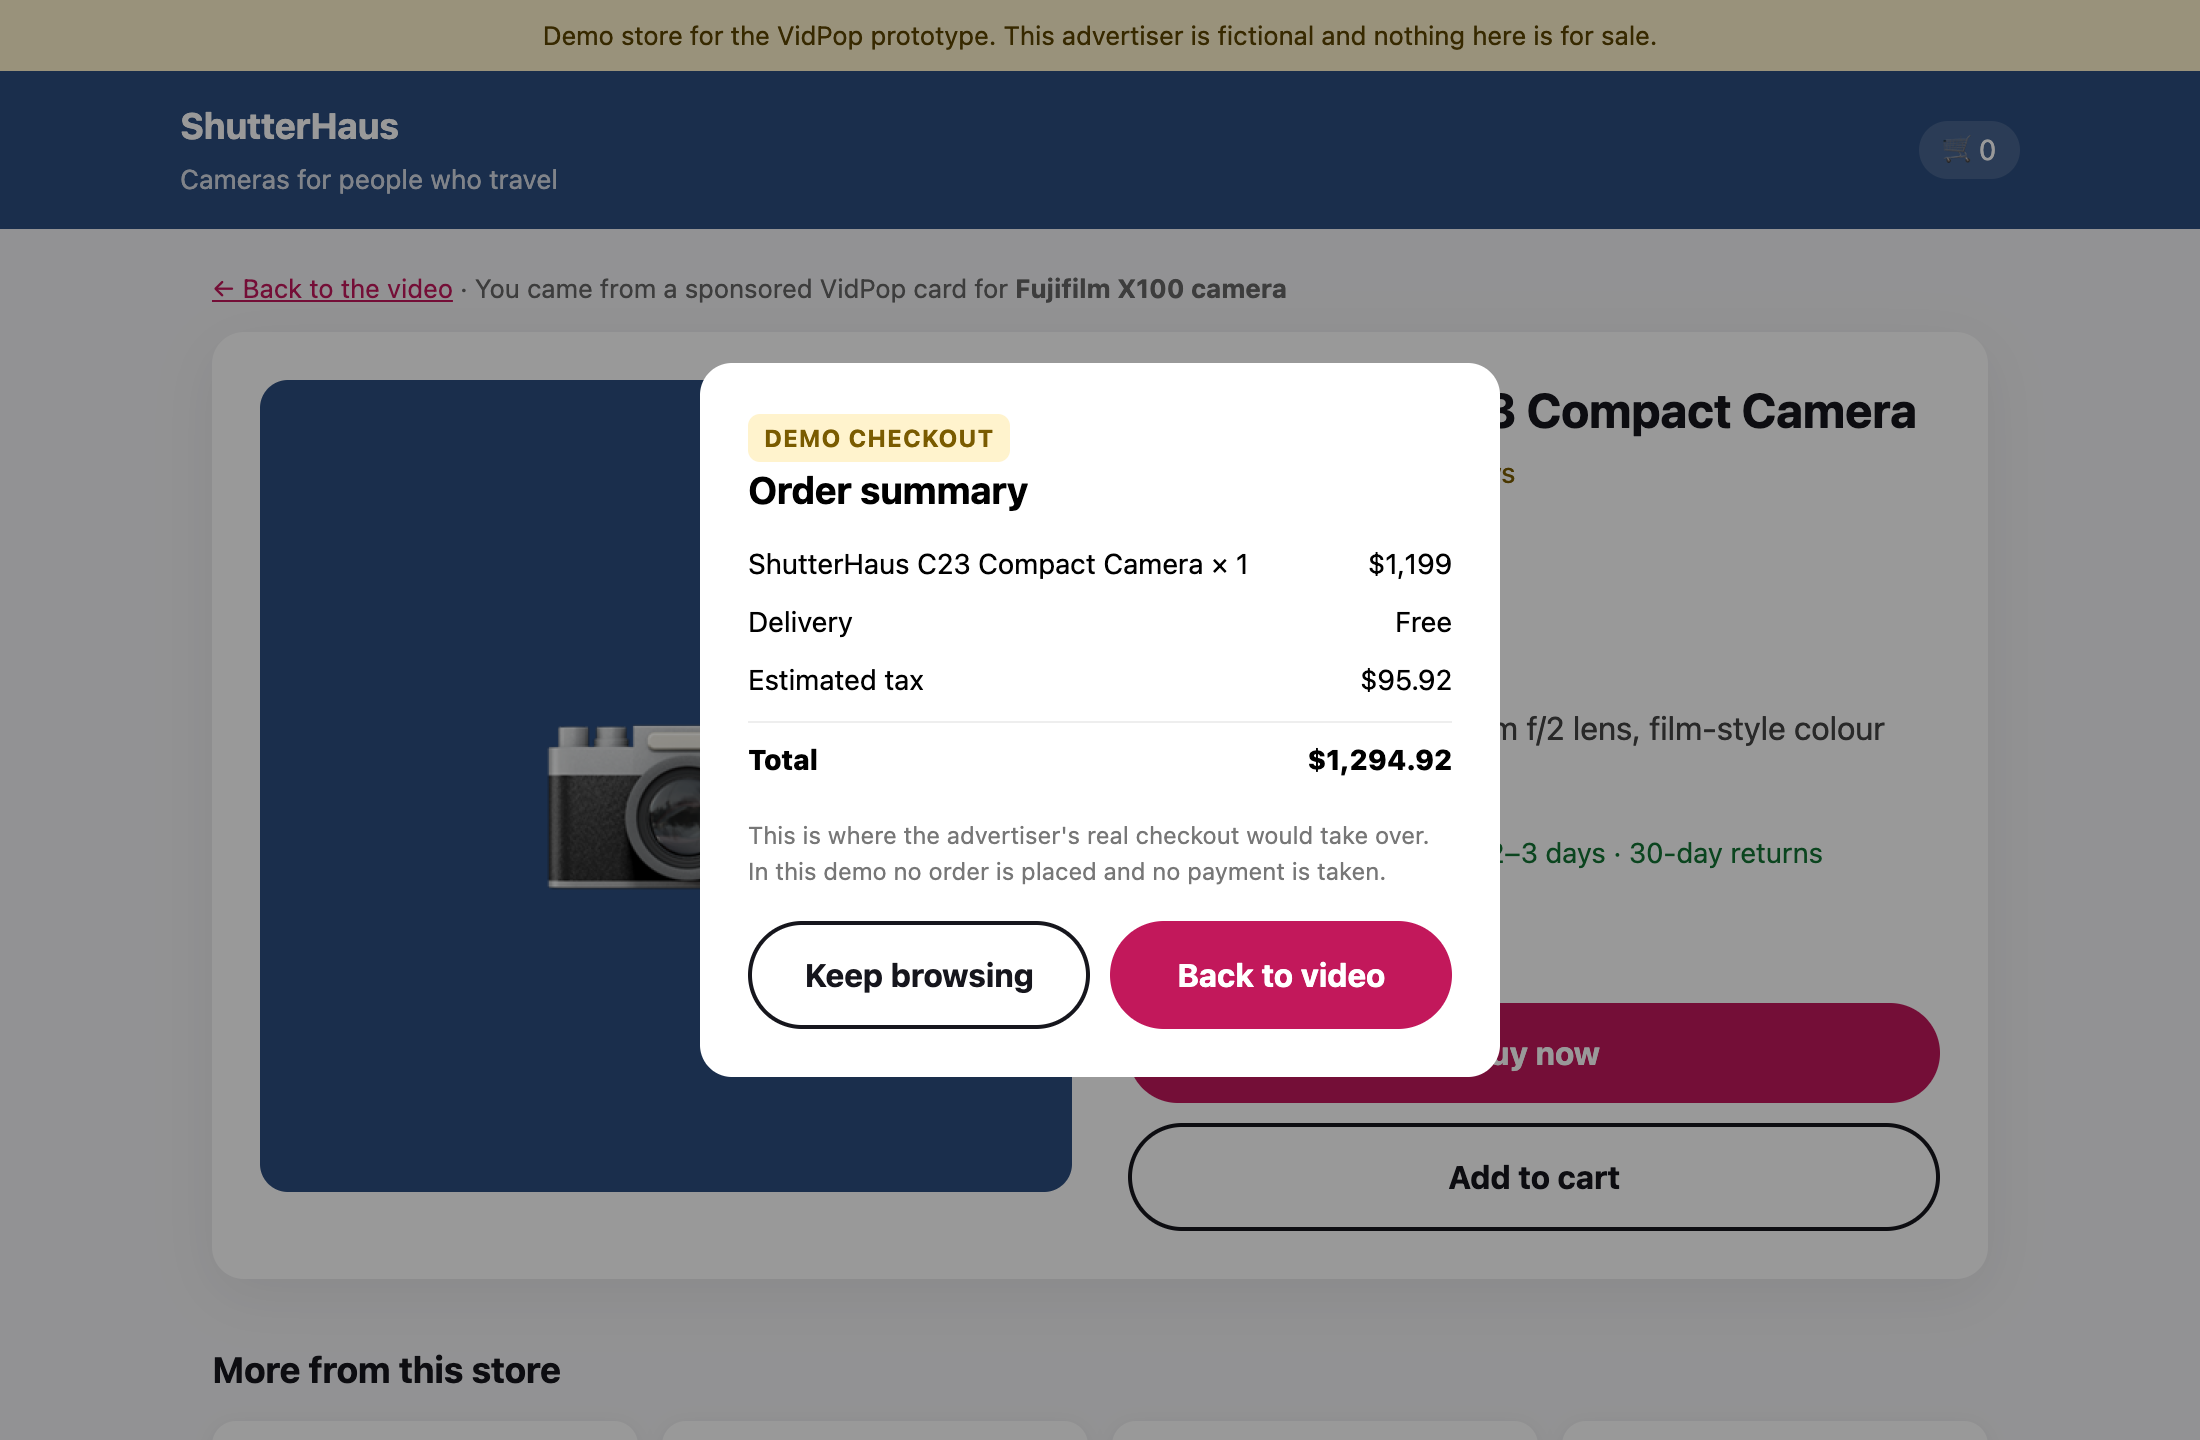 Demo store for the VidPop prototype. This advertiser is fictional and nothing here is for sale.
ShutterHaus
Cameras for people who travel
0
← Back to the video · You came from a sponsored VidPop card for Fujifilm X100 camera
Compact Camera
DEMO CHECKOUT
Order summary
ShutterHaus C23 Compact Camera × 1 $1,199
Delivery Free
Estimated tax $95.92
Total $1,294.92
f/2 lens, film-style colour
This is where the advertiser's real checkout would take over.
In this demo no order is placed and no payment is taken.
–3 days · 30-day returns
Keep browsing
Back to video
now
Add to cart
More from this store